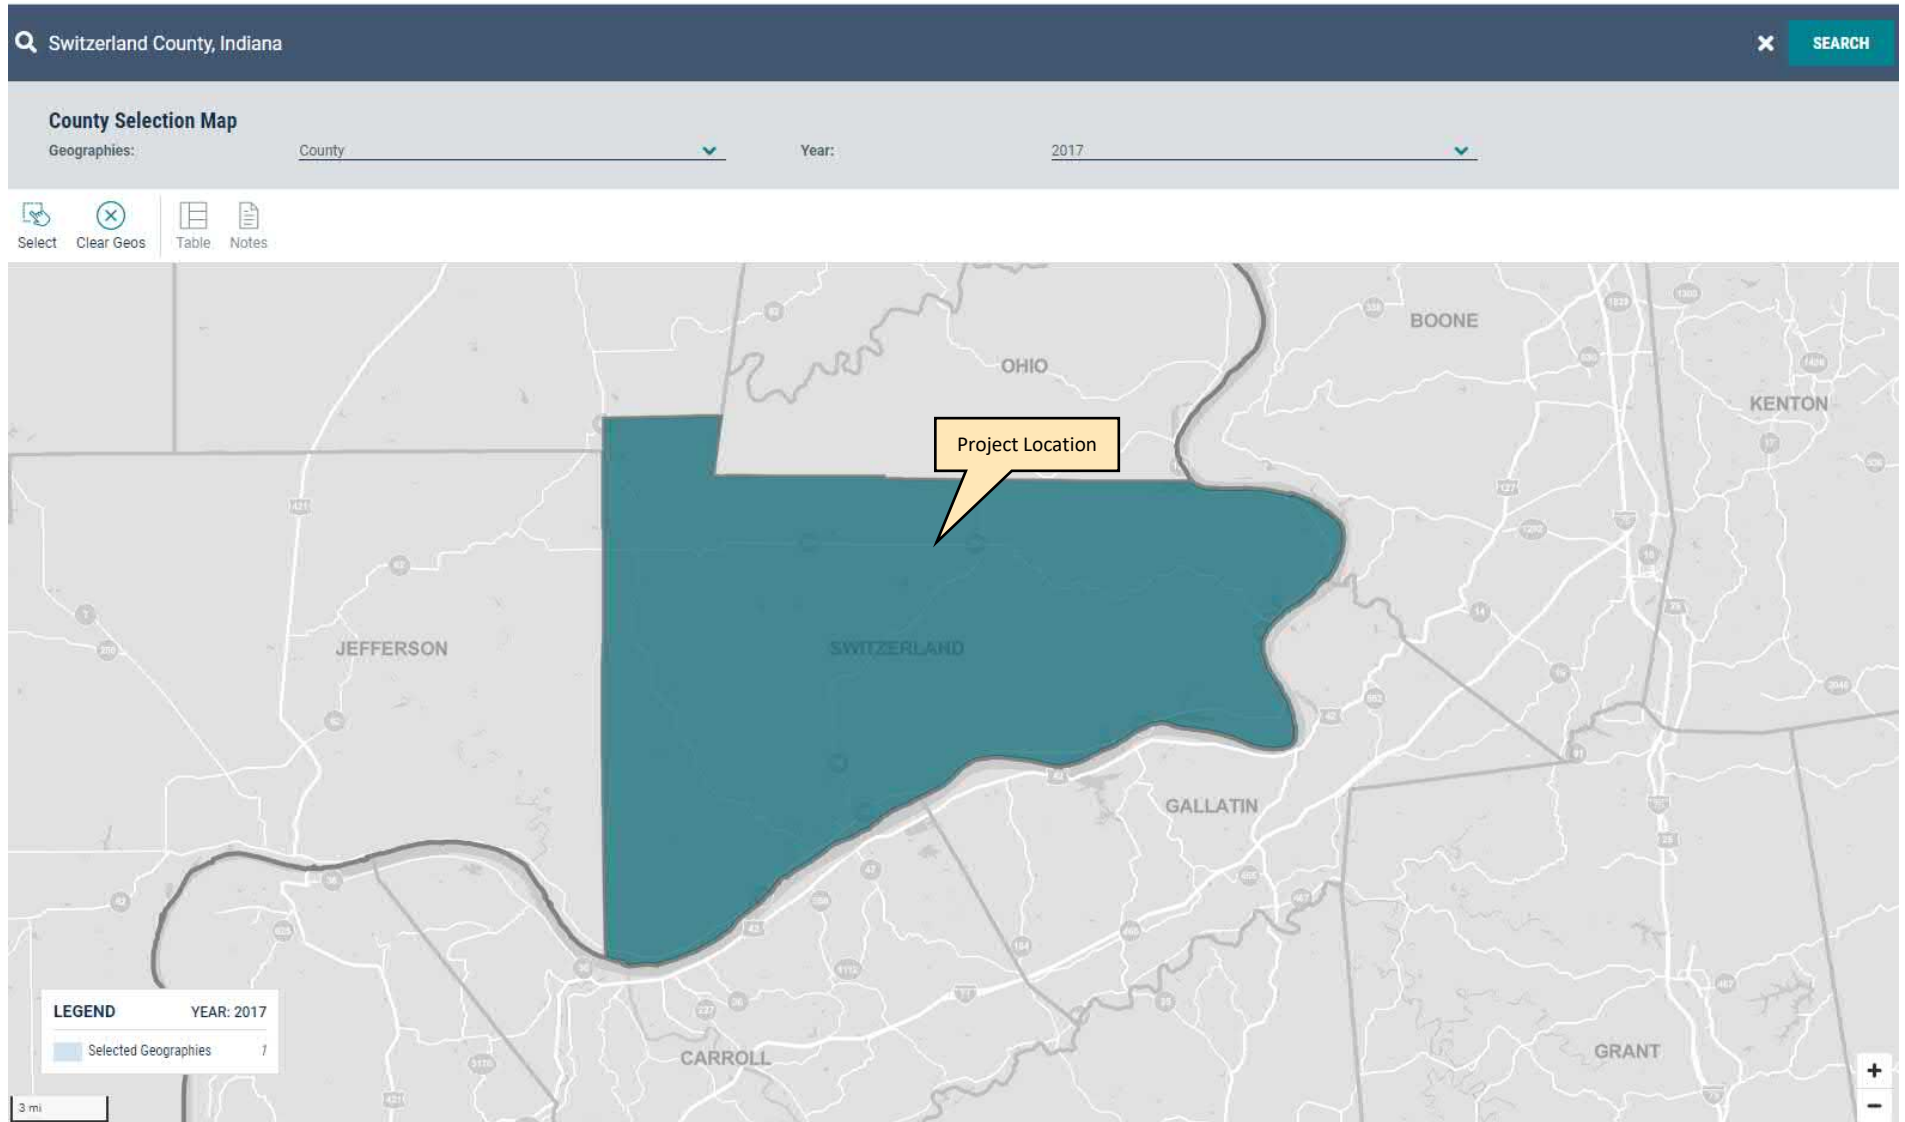 Switzerland County, Indiana
SEARCH
County Selection Map
Geographies: County Year: 2017
Select Clear Geos Table Notes
BOONE
OHIO
KENTON
Project Location
JEFFERSON
SWITZERLAND
GALLATIN
LEGEND YEAR: 2017
Selected Geographies 1
CARROLL
GRANT
3 mi